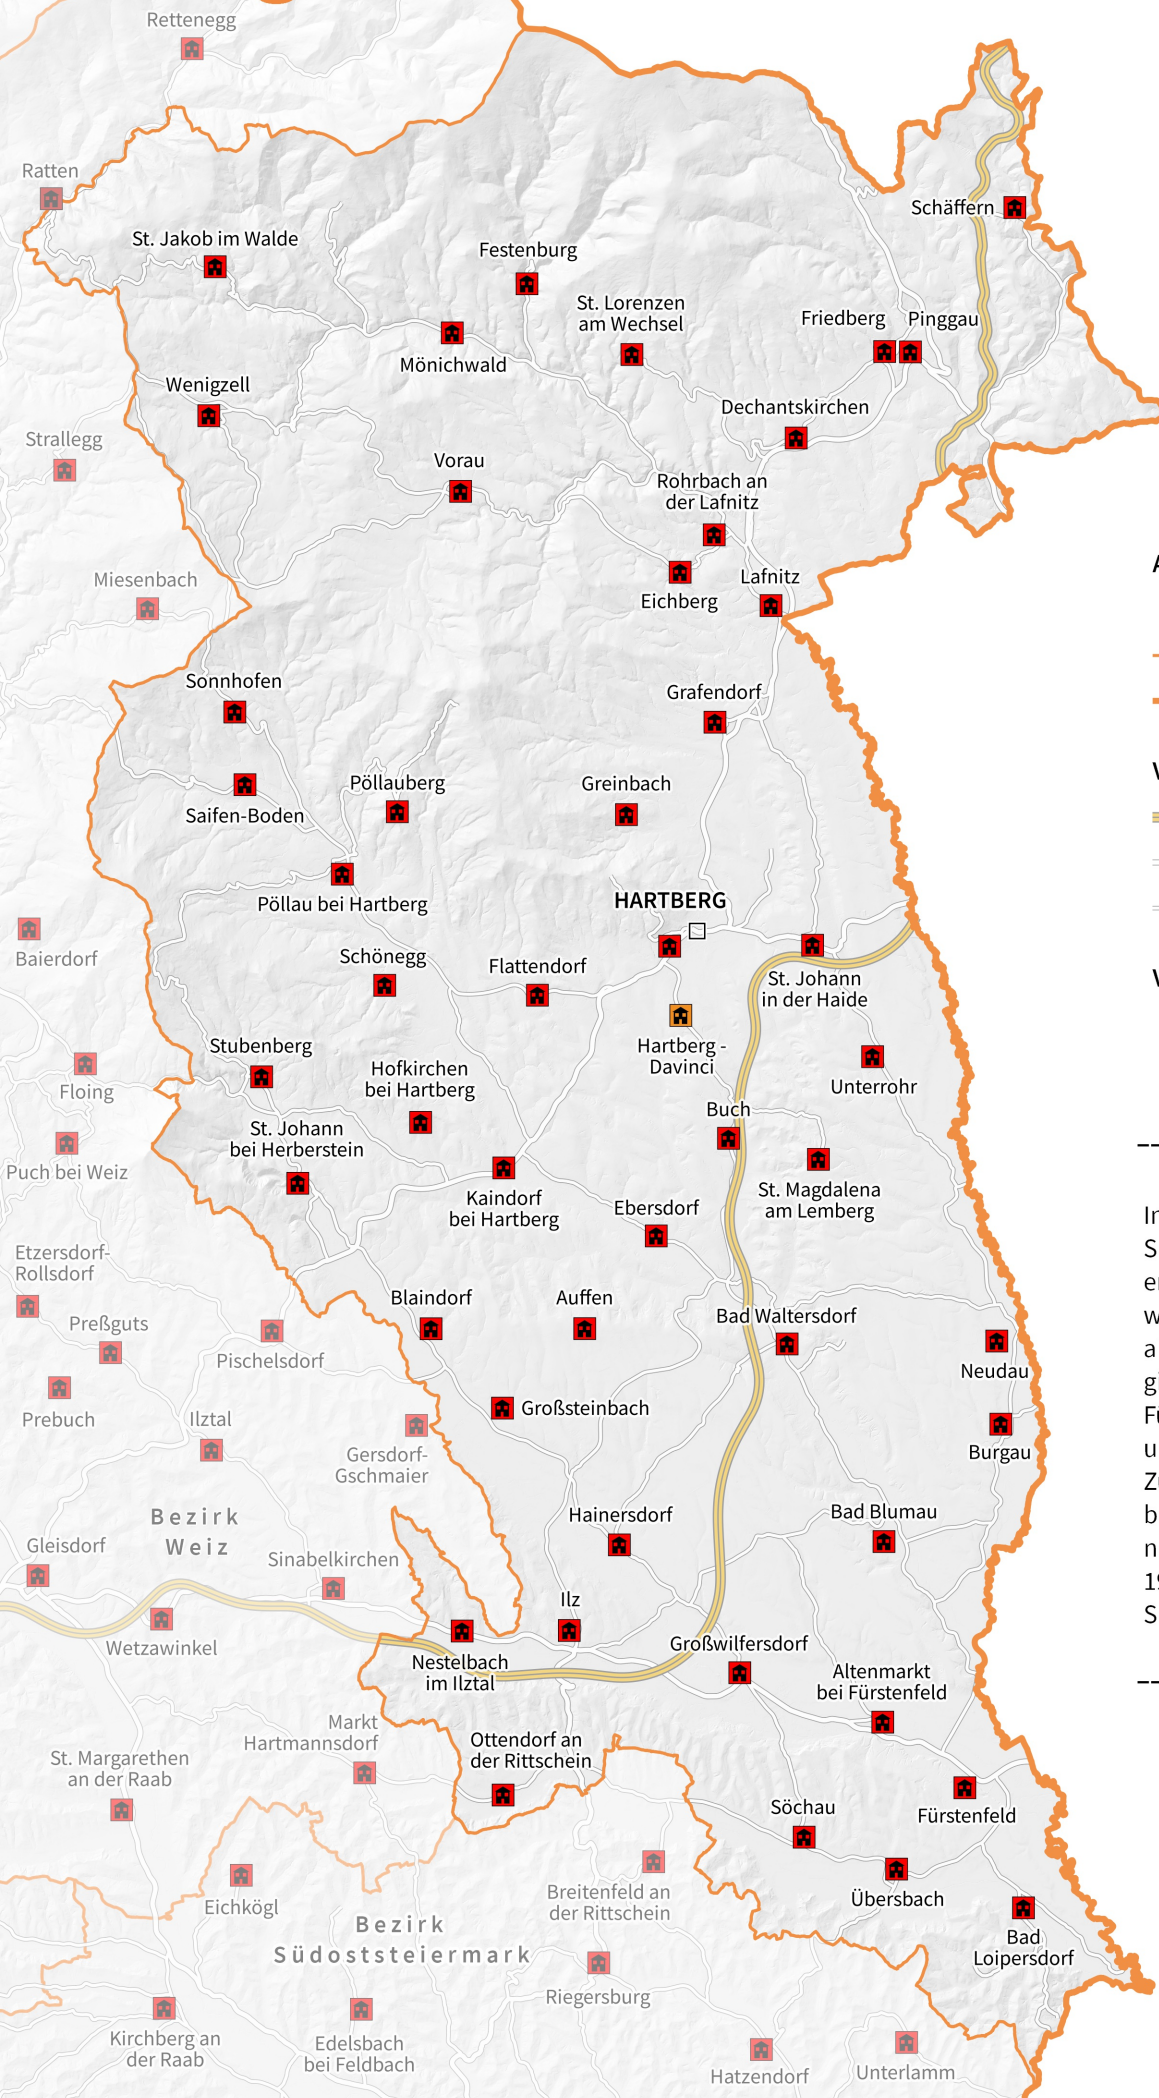 Rettenegg
Ratten
Schäffern
St. Jakob im Walde
Festenburg
St. Lorenzen
am Wechsel
Friedberg
Pinggau
Mönichwald
Wenigzell
Dechantskirchen
Strallegg
Vorau
Rohrbach an
der Lafnitz
Miesenbach
Lafnitz
Eichberg
Sonnhofen
Grafendorf
Pöllauberg
Greinbach
Saifen-Boden
HARTBERG
Pöllau bei Hartberg
Baierdorf
Schönegg
Flattendorf
St. Johann
in der Haide
Hartberg -
Davinci
Stubenberg
Hofkirchen
bei Hartberg
Unterrohr
Floing
Buch
St. Johann
bei Herberstein
Puch bei Weiz
St. Magdalena
am Lemberg
Kaindorf
bei Hartberg
Ebersdorf
Etzersdorf-
Rollsdorf
Blaindorf
Auffen
Bad Waltersdorf
Preßguts
Pischelsdorf
Neudau
Prebuch
Ilztal
Großsteinbach
Gersdorf-
Gschmaier
Burgau
Bezirk
Weiz
Hainersdorf
Bad Blumau
Gleisdorf
Sinabelkirchen
Ilz
Wetzawinkel
Nestelbach
im Ilztal
Großwilfersdorf
Altenmarkt
bei Fürstenfeld
Markt
Hartmannsdorf
Ottendorf an
der Rittschein
St. Margarethen
an der Raab
Söchau
Fürstenfeld
Eichkögl
Breitenfeld an
der Rittschein
Übersbach
Bezirk
Südoststeiermark
Bad
Loipersdorf
Riegersburg
Kirchberg an
der Raab
Edelsbach
bei Feldbach
Hatzendorf
Unterlamm